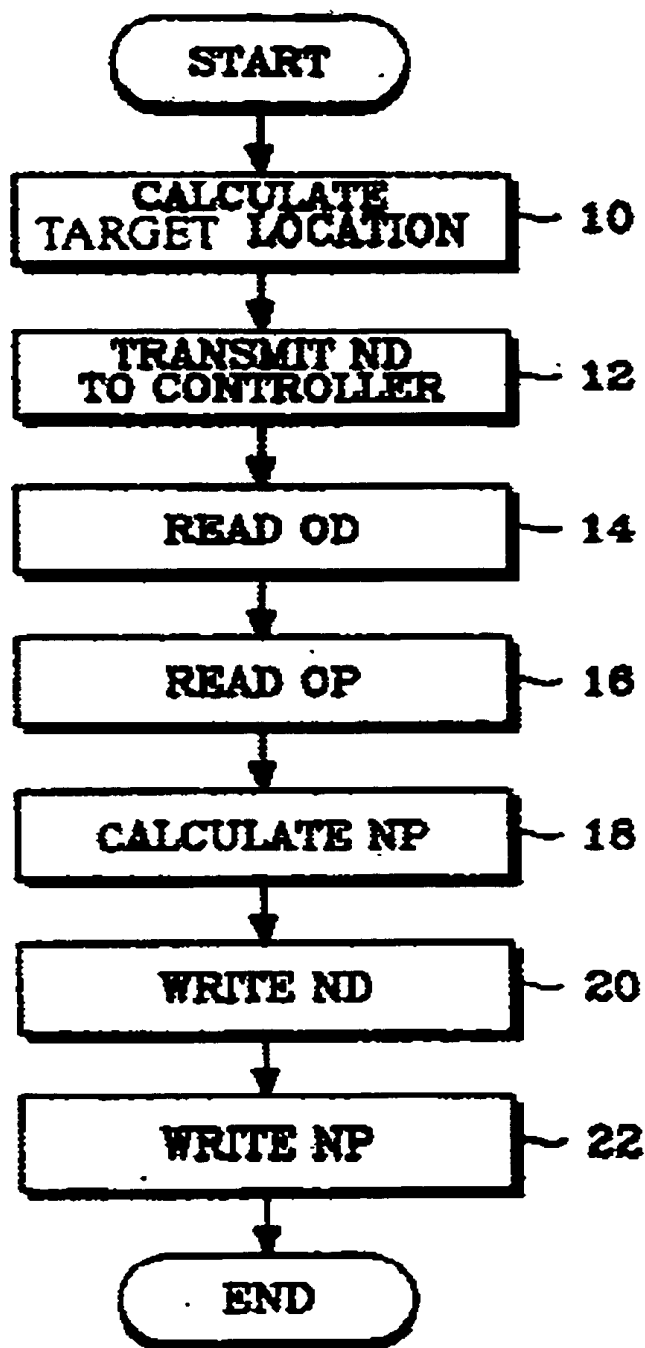 START
CALCULATE
TARGET LOCATION
10
TRANSMIT ND
TO CONTROLLER
12
READ OD
14
READ OP
16
CALCULATE NP
18
WRITE ND
20
WRITE NP
22
END